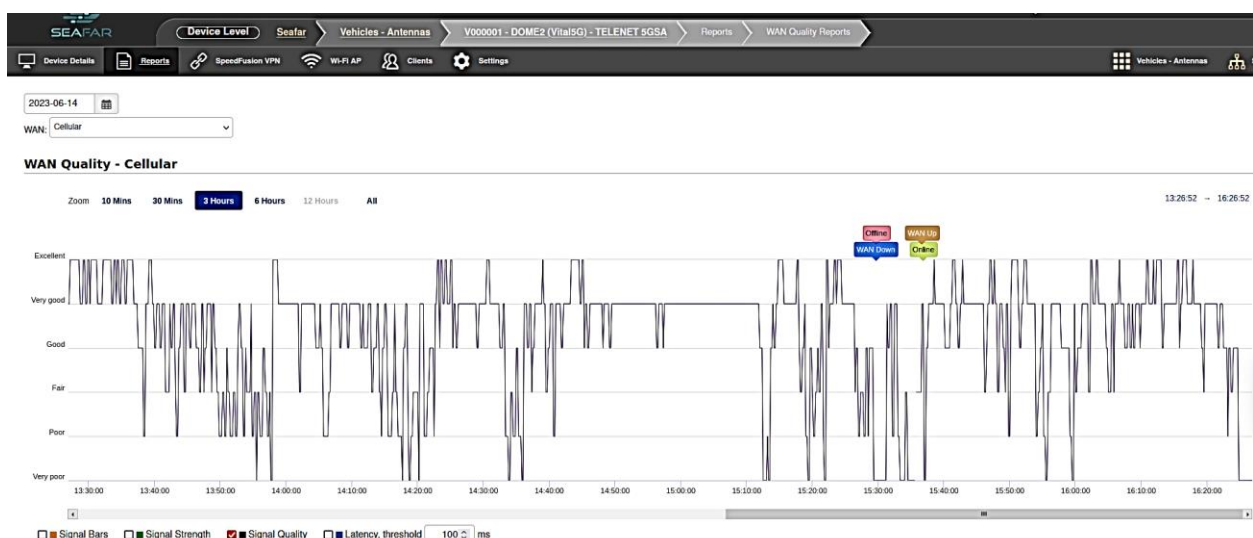 SEAFAR
Device Level Seafar Vehicles - Antennas V000001 - DOME2 (Vital5G) - TELENET 5GSA Reports WAN Quality Reports
Device Details Reports SpeedFusion VPN Wi-Fi AP Clients Settings Vehicles - Antennas
2023-06-14
WAN: Cellular
WAN Quality - Cellular
Zoom 10 Mins 30 Mins 3 Hours 6 Hours 12 Hours All 13:26:52 → 16:26:52
Offline WAN Up
WAN Down Online
Excellent
Very good
Good
Fair
Poor
Very poor
13:30:00 13:40:00 13:50:00 14:00:00 14:10:00 14:20:00 14:30:00 14:40:00 14:50:00 15:00:00 15:10:00 15:20:00 15:30:00 15:40:00 15:50:00 16:00:00 16:10:00 16:20:00
Signal Bars Signal Strength Signal Quality Latency, threshold 100 ms